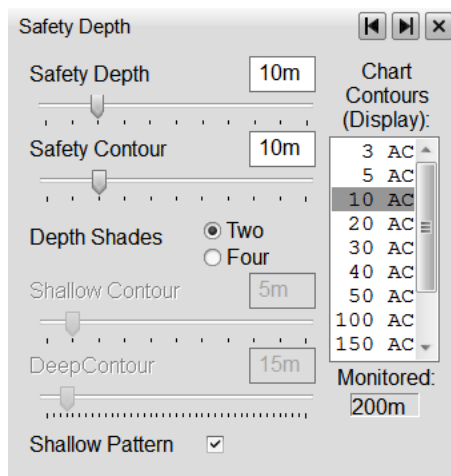 Safety Depth
Safety Depth 10m
Safety Contour 10m
Depth Shades Two
Four
Shallow Contour 5m
DeepContour 15m
Shallow Pattern
Chart
Contours
(Display):
3 AC
5 AC
10 AC
20 AC
30 AC
40 AC
50 AC
100 AC
150 AC
Monitored:
200m